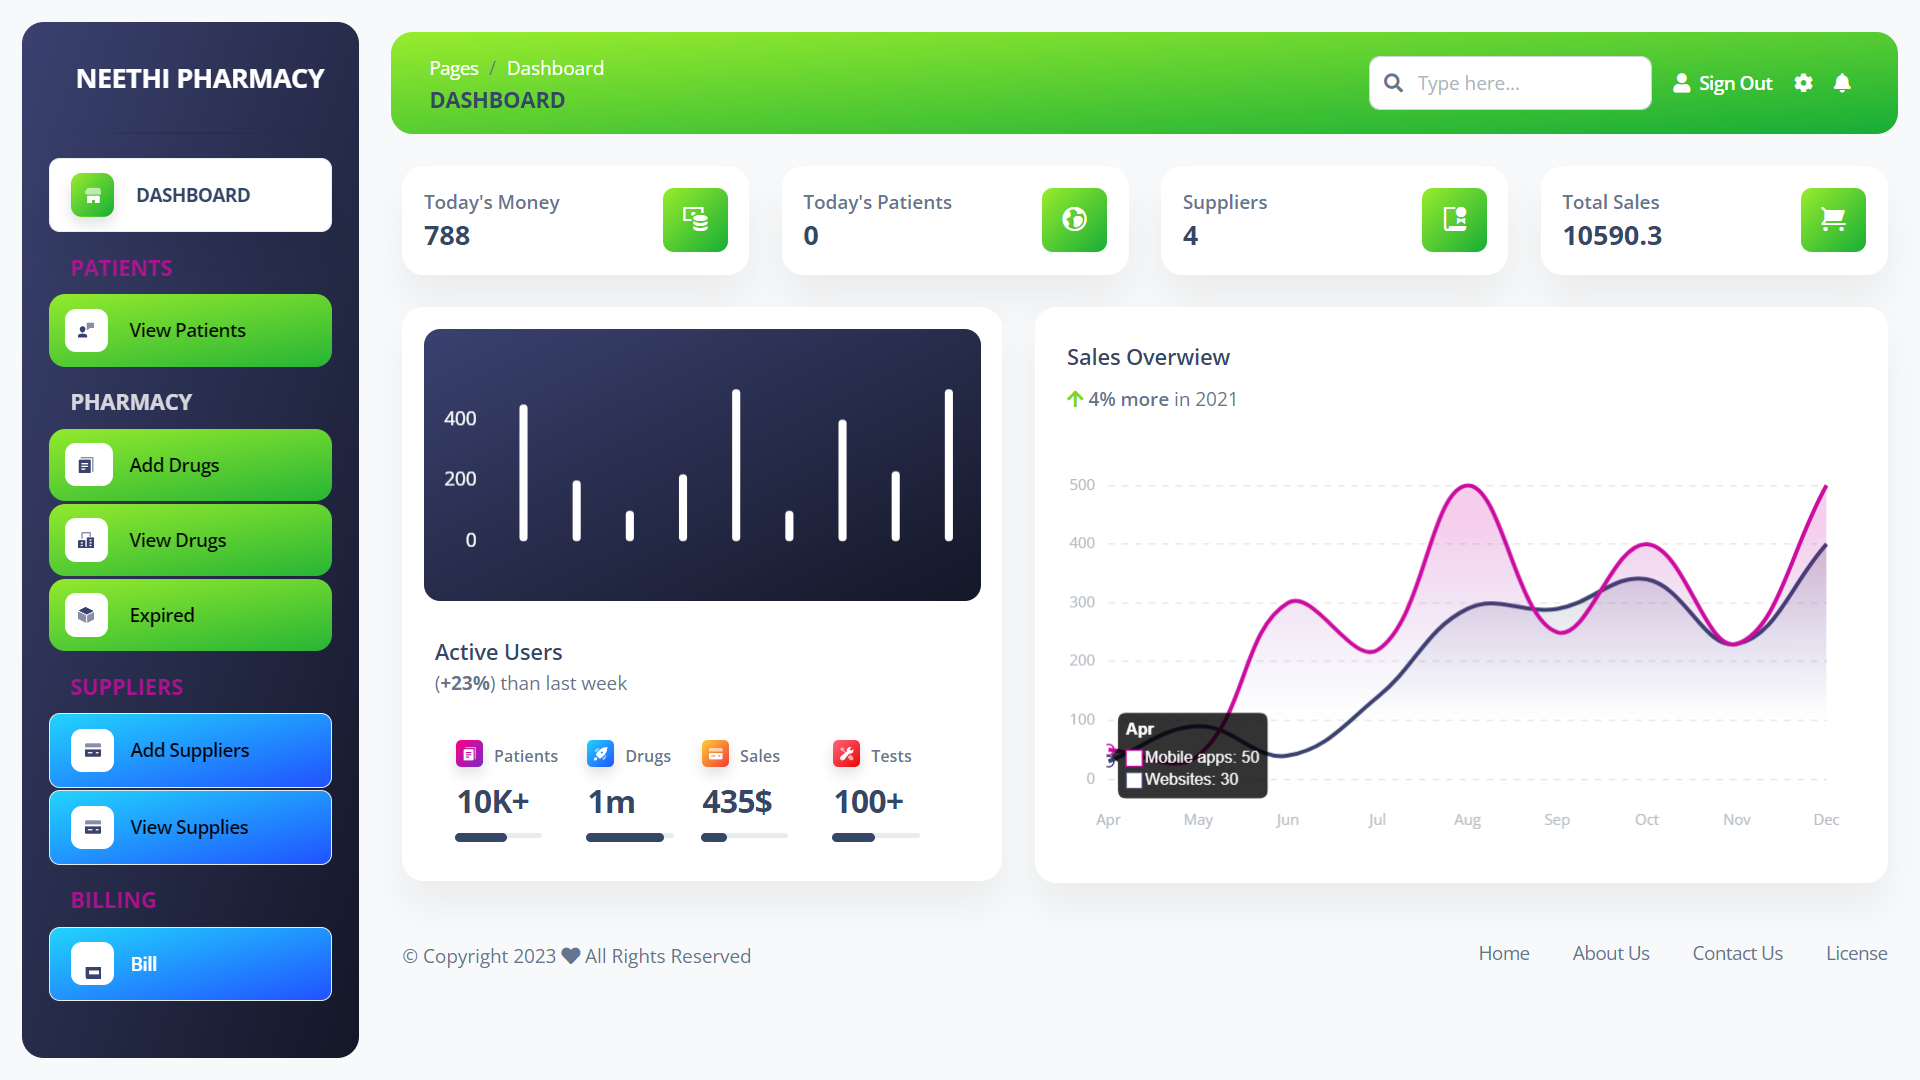 NEETHI PHARMACY
DASHBOARD
PATIENTS
View Patients
PHARMACY
Add Drugs
View Drugs
Expired
SUPPLIERS
Add Suppliers
View Supplies
BILLING
Bill
Pages / Dashboard
DASHBOARD
Type here...
Sign Out
Today's Money
788
Today's Patients
0
Suppliers
4
Total Sales
10590.3
400
200
0
Active Users
(+23%) than last week
Patients
10K+
Drugs
1m
Sales
435$
Tests
100+
Sales Overwiew
4% more in 2021
500
400
300
200
100
0
Apr
Mobile apps: 50
Websites: 30
Apr May Jun Jul Aug Sep Oct Nov Dec
© Copyright 2023 All Rights Reserved
Home About Us Contact Us License